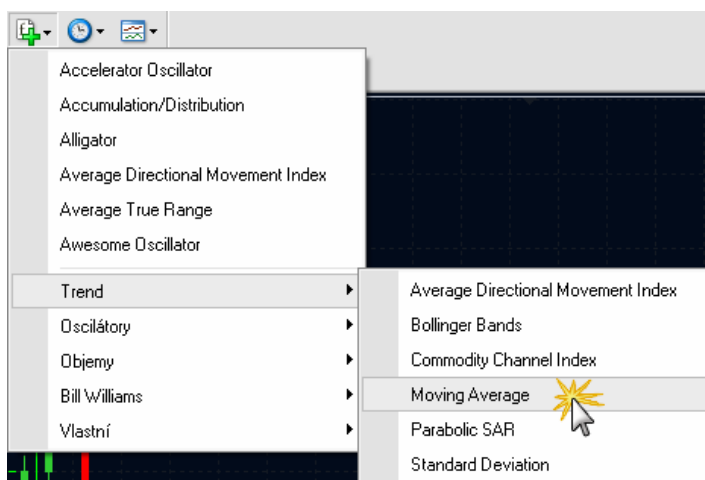 Accelerator Oscillator
Accumulation/Distribution
Alligator
Average Directional Movement Index
Average True Range
Awesome Oscillator
Trend
Oscilátory
Objemy
Bill Williams
Vlastní
Average Directional Movement Index
Bollinger Bands
Commodity Channel Index
Moving Average
Parabolic SAR
Standard Deviation